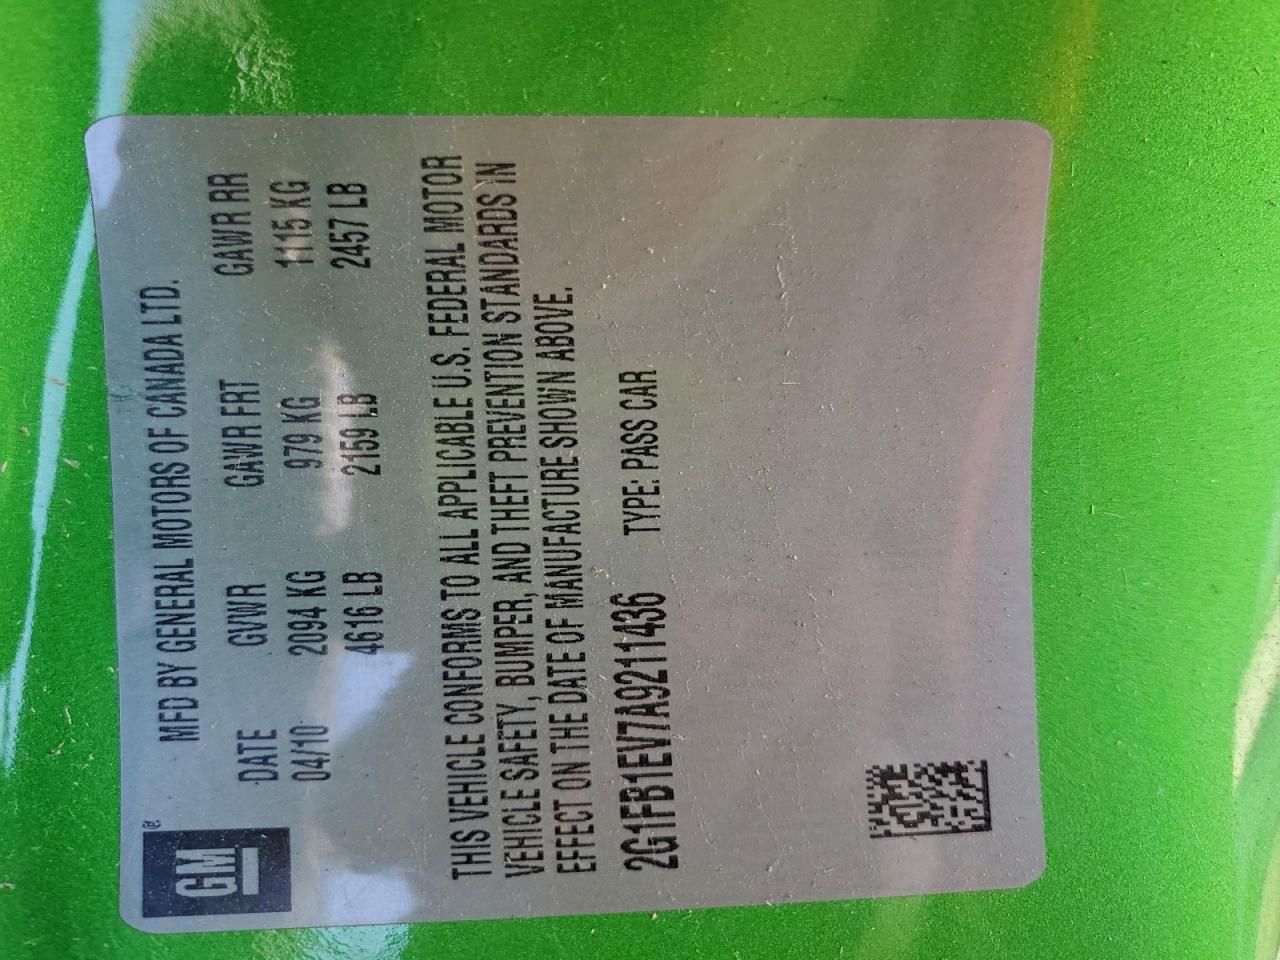 GM ®
MFD BY GENERAL MOTORS OF CANADA LTD.
DATE GVWR GAWR FRT GAWR RR
04/10 2094 KG 979 KG 1115 KG
4616 LB 2159 LB 2457 LB
THIS VEHICLE CONFORMS TO ALL APPLICABLE U.S. FEDERAL MOTOR
VEHICLE SAFETY, BUMPER, AND THEFT PREVENTION STANDARDS IN
EFFECT ON THE DATE OF MANUFACTURE SHOWN ABOVE.
2G1FB1EV7A9211436 TYPE: PASS CAR